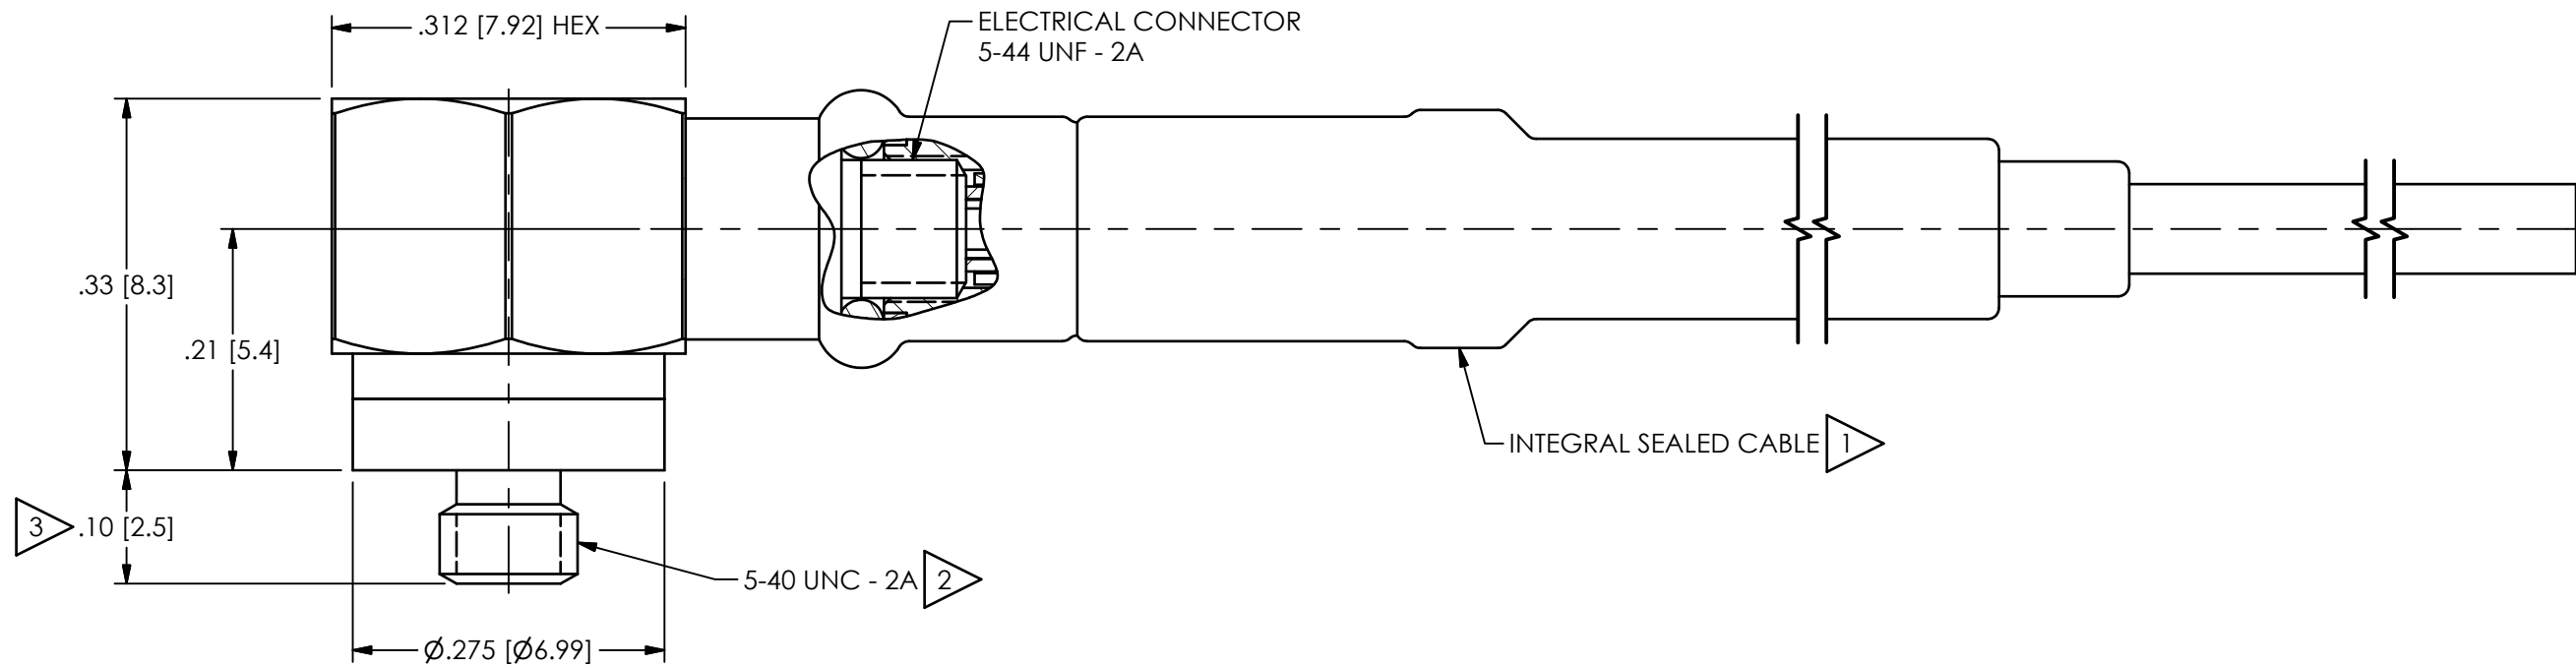 .312 [7.92] HEX
ELECTRICAL CONNECTOR
5-44 UNF - 2A
.33 [8.3]
.21 [5.4]
INTEGRAL SEALED CABLE 1
3 .10 [2.5]
5-40 UNC - 2A 2
Ø.275 [Ø6.99]